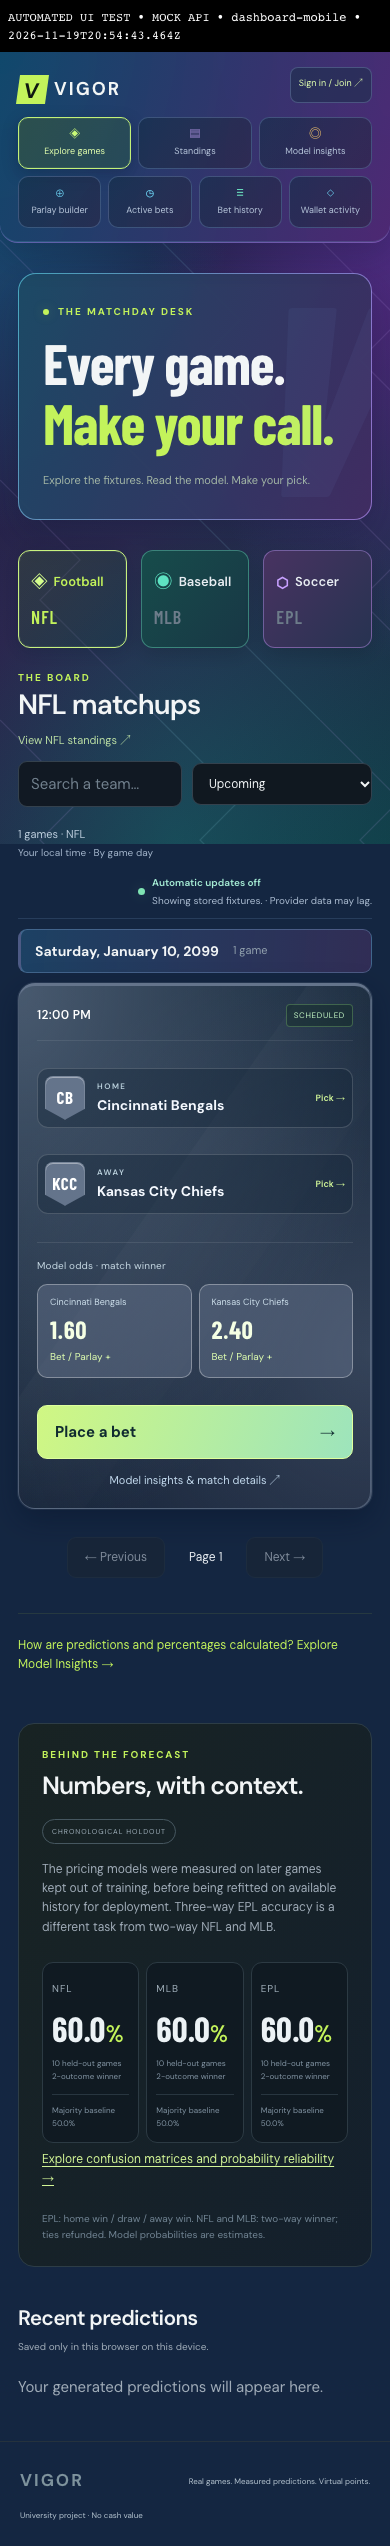 AUTOMATED UI TEST • MOCK API • dashboard-mobile •
2026-11-19T20:54:43.464Z
V VIGOR
Sign in / Join ↗
Explore games
Standings
Model insights
Parlay builder
Active bets
Bet history
Wallet activity
THE MATCHDAY DESK
Every game.
Make your call.
Explore the fixtures. Read the model. Make your pick.
Football
NFL
Baseball
MLB
Soccer
EPL
THE BOARD
NFL matchups
View NFL standings ↗
Search a team...
Upcoming
1 games · NFL
Your local time · By game day
Automatic updates off
Showing stored fixtures. · Provider data may lag.
Saturday, January 10, 2099 1 game
12:00 PM
SCHEDULED
CB
HOME
Cincinnati Bengals
Pick →
KCC
AWAY
Kansas City Chiefs
Pick →
Model odds · match winner
Cincinnati Bengals
1.60
Bet / Parlay +
Kansas City Chiefs
2.40
Bet / Parlay +
Place a bet →
Model insights & match details ↗
← Previous
Page 1
Next →
How are predictions and percentages calculated? Explore
Model Insights →
BEHIND THE FORECAST
Numbers, with context.
CHRONOLOGICAL HOLDOUT
The pricing models were measured on later games
kept out of training, before being refitted on available
history for deployment. Three-way EPL accuracy is a
different task from two-way NFL and MLB.
NFL
60.0%
10 held-out games
2-outcome winner
Majority baseline
50.0%
MLB
60.0%
10 held-out games
2-outcome winner
Majority baseline
50.0%
EPL
60.0%
10 held-out games
2-outcome winner
Majority baseline
50.0%
Explore confusion matrices and probability reliability
→
EPL: home win / draw / away win. NFL and MLB: two-way winner;
ties refunded. Model probabilities are estimates.
Recent predictions
Saved only in this browser on this device.
Your generated predictions will appear here.
VIGOR
Real games. Measured predictions. Virtual points.
University project · No cash value